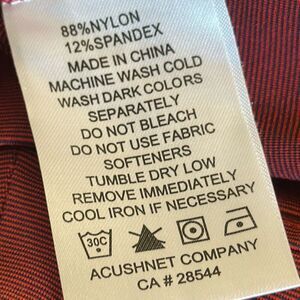 88%NYLON
12%SPANDEX
MADE IN CHINA
MACHINE WASH COLD
WASH DARK COLORS
SEPARATELY
DO NOT BLEACH
DO NOT USE FABRIC
SOFTENERS
TUMBLE DRY LOW
REMOVE IMMEDIATELY
COOL IRON IF NECESSARY
30C
ACUSHNET COMPANY
CA # 28544